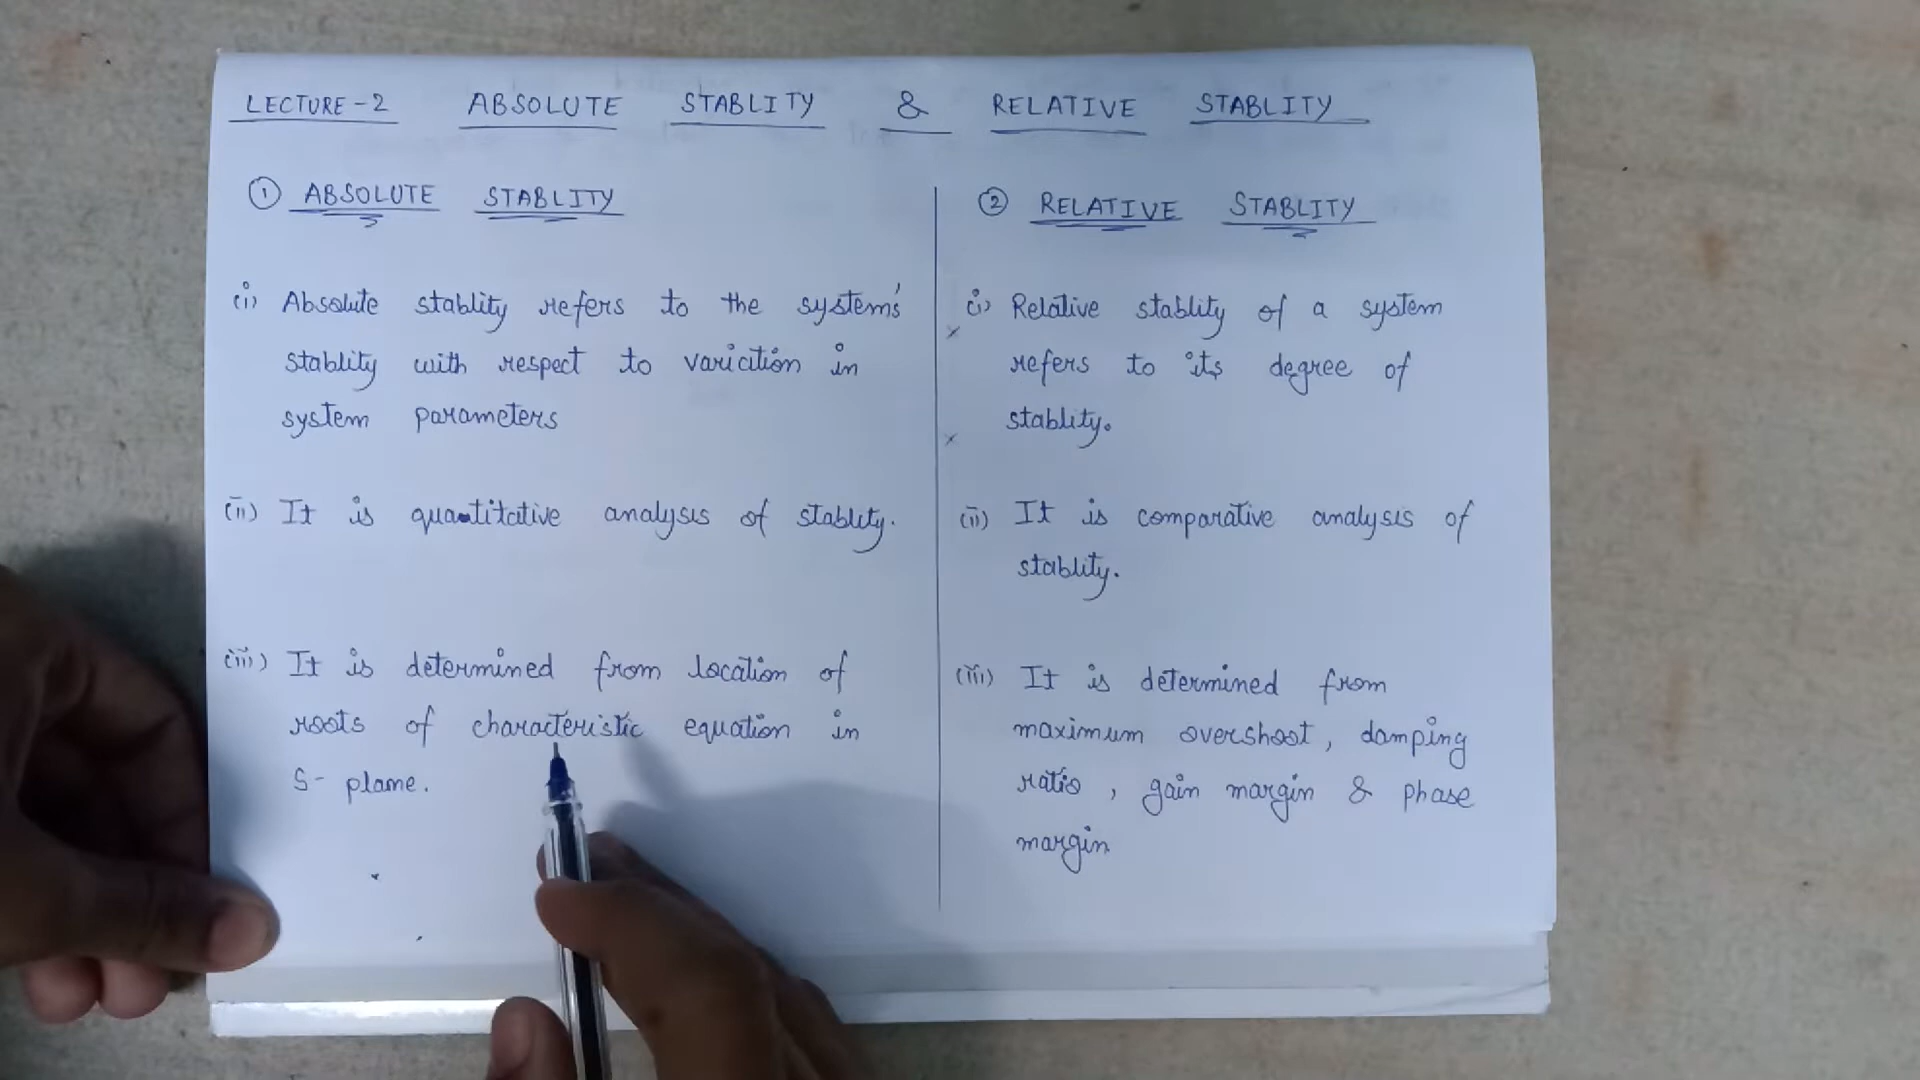 LECTURE-2 ABSOLUTE STABLITY & RELATIVE STABLITY
① ABSOLUTE STABLITY
(i) Absolute stablity refers to the system's
stablity with respect to variation in
system parameters
(ii) It is quantitative analysis of stablity.
(iii) It is determined from location of
roots of characteristic equation in
S-plane.
② RELATIVE STABLITY
(i) Relative stablity of a system
refers to its degree of
stablity.
(ii) It is comparative analysis of
stablity.
(iii) It is determined from
maximum overshoot, damping
ratio, gain margin & phase
margin